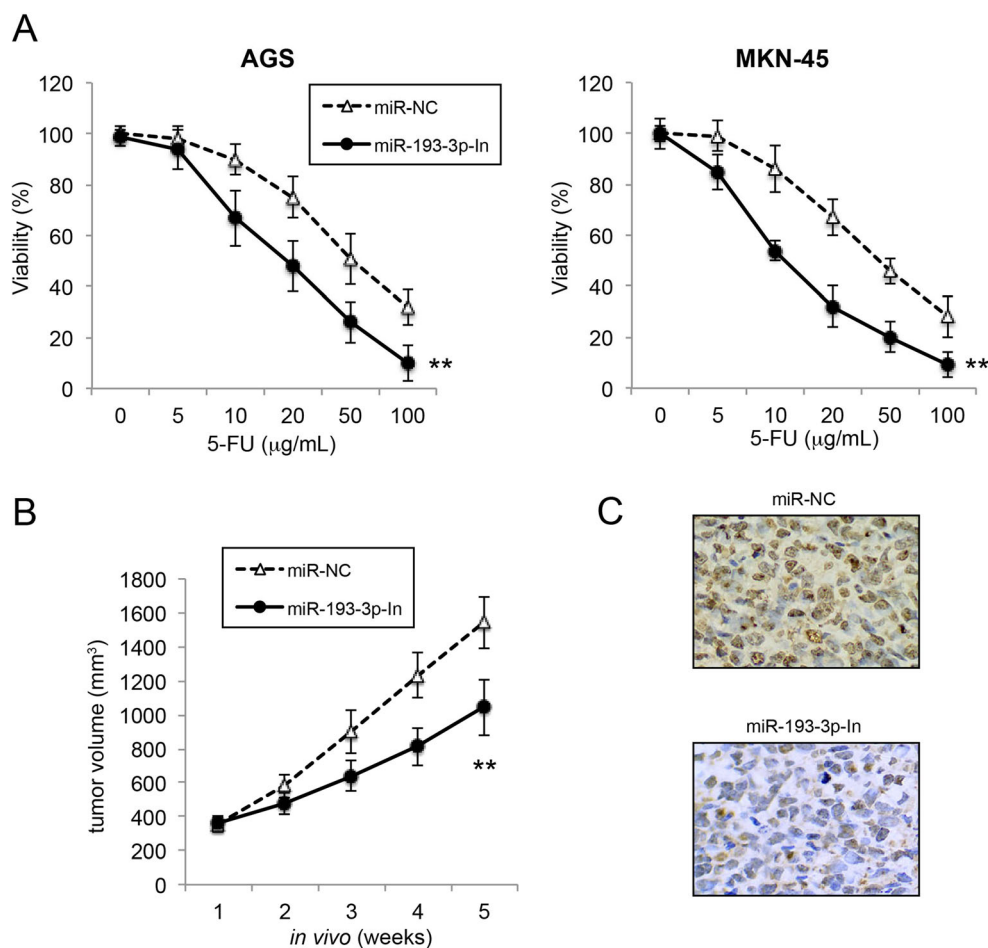 A
AGS
miR-NC
miR-193-3p-In
Viability (%)
120
100
80
60
40
20
0
**
0 5 10 20 50 100
5-FU (μg/mL)
MKN-45
Viability (%)
120
100
80
60
40
20
0
**
0 5 10 20 50 100
5-FU (μg/mL)
B
miR-NC
miR-193-3p-In
tumor volume (mm³)
1800
1600
1400
1200
1000
800
600
400
200
0
**
1 2 3 4 5
in vivo (weeks)
C
miR-NC
miR-193-3p-In